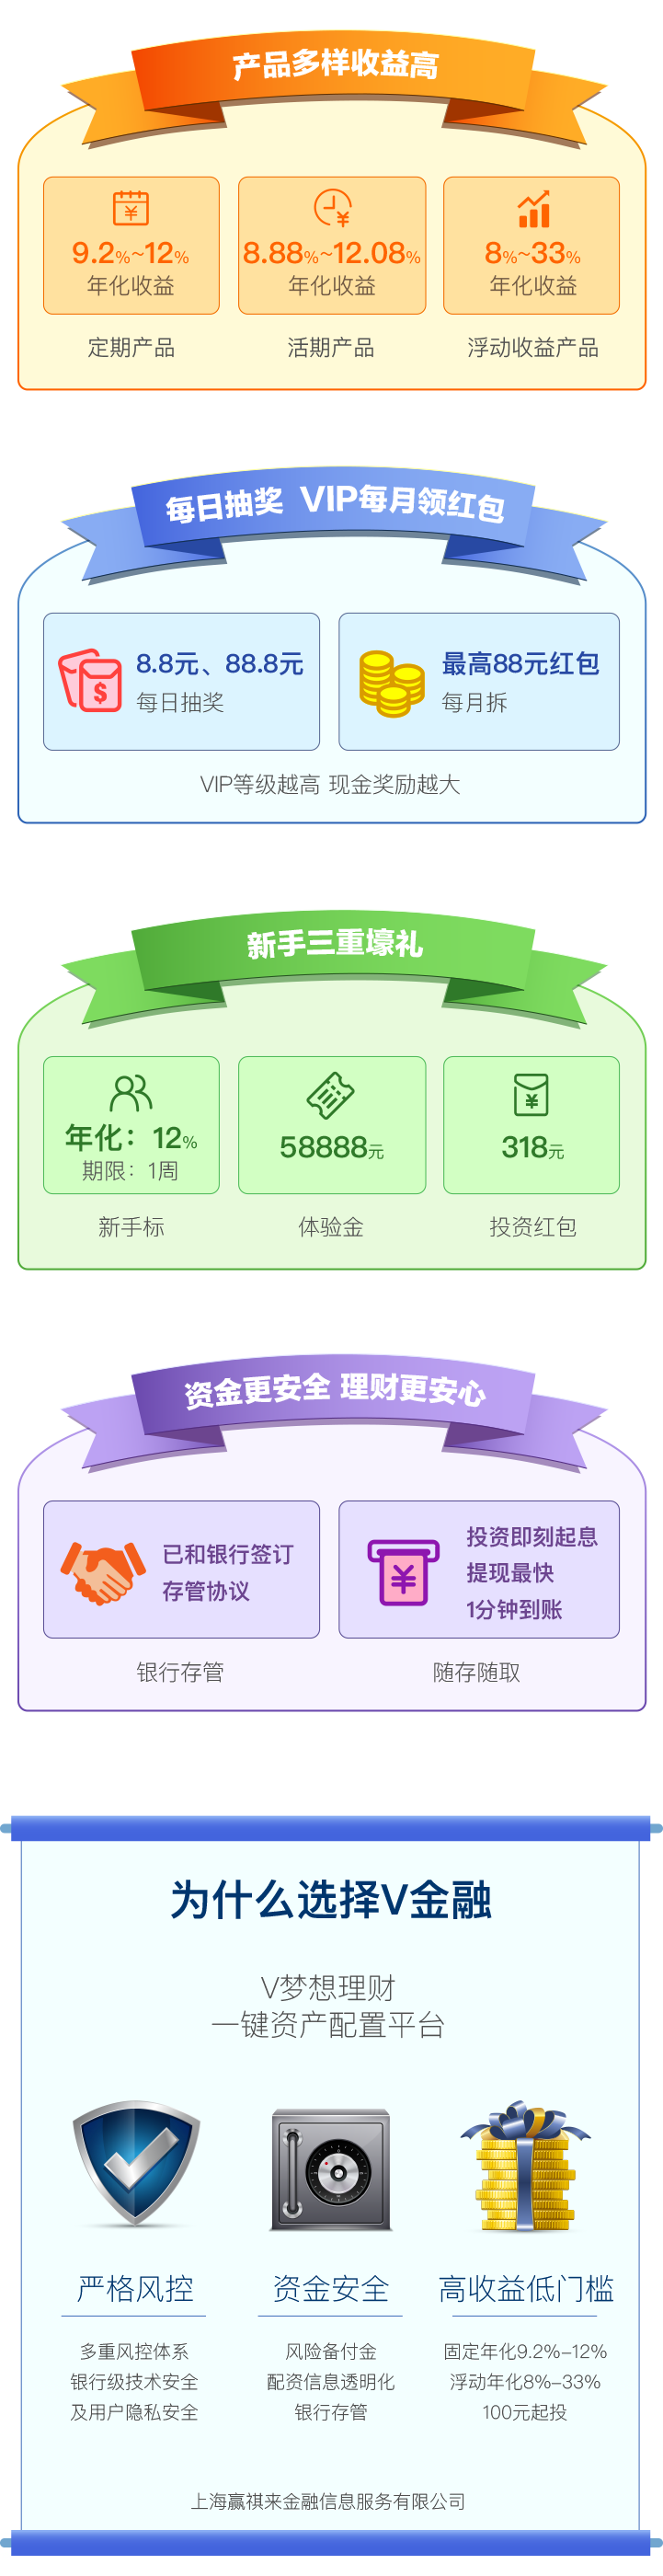 产品多样收益高
9.2%~12%
8.88%~12.08%
8%~33%
年化收益
年化收益
年化收益
定期产品
活期产品
浮动收益产品
每日抽奖 VIP每月领红包
8.8元、88.8元
每日抽奖
最高88元红包
每月拆
VIP等级越高 现金奖励越大
新手三重壕礼
年化：12%
期限：1周
58888元
318元
新手标
体验金
投资红包
资金更安全 理财更安心
已和银行签订
存管协议
投资即刻起息
提现最快
1分钟到账
银行存管
随存随取
为什么选择V金融
V梦想理财
一键资产配置平台
严格风控
资金安全
高收益低门槛
多重风控体系
银行级技术安全
及用户隐私安全
风险备付金
配资信息透明化
银行存管
固定年化9.2%-12%
浮动年化8%-33%
100元起投
上海赢祺来金融信息服务有限公司